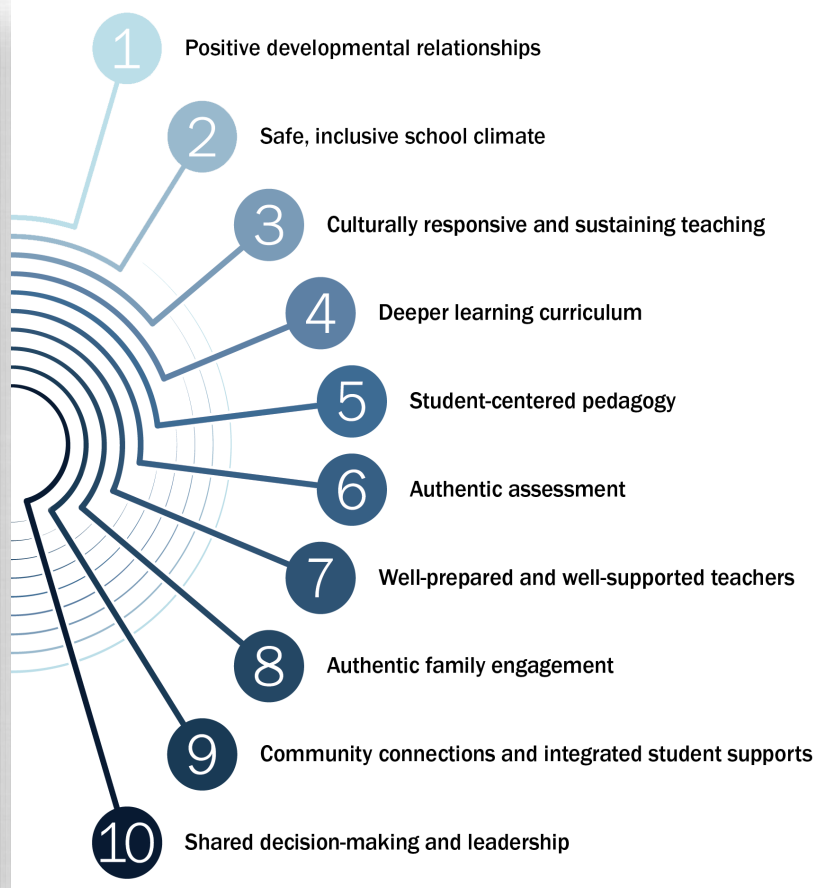 1 Positive developmental relationships
2 Safe, inclusive school climate
3 Culturally responsive and sustaining teaching
4 Deeper learning curriculum
5 Student-centered pedagogy
6 Authentic assessment
7 Well-prepared and well-supported teachers
8 Authentic family engagement
9 Community connections and integrated student supports
10 Shared decision-making and leadership